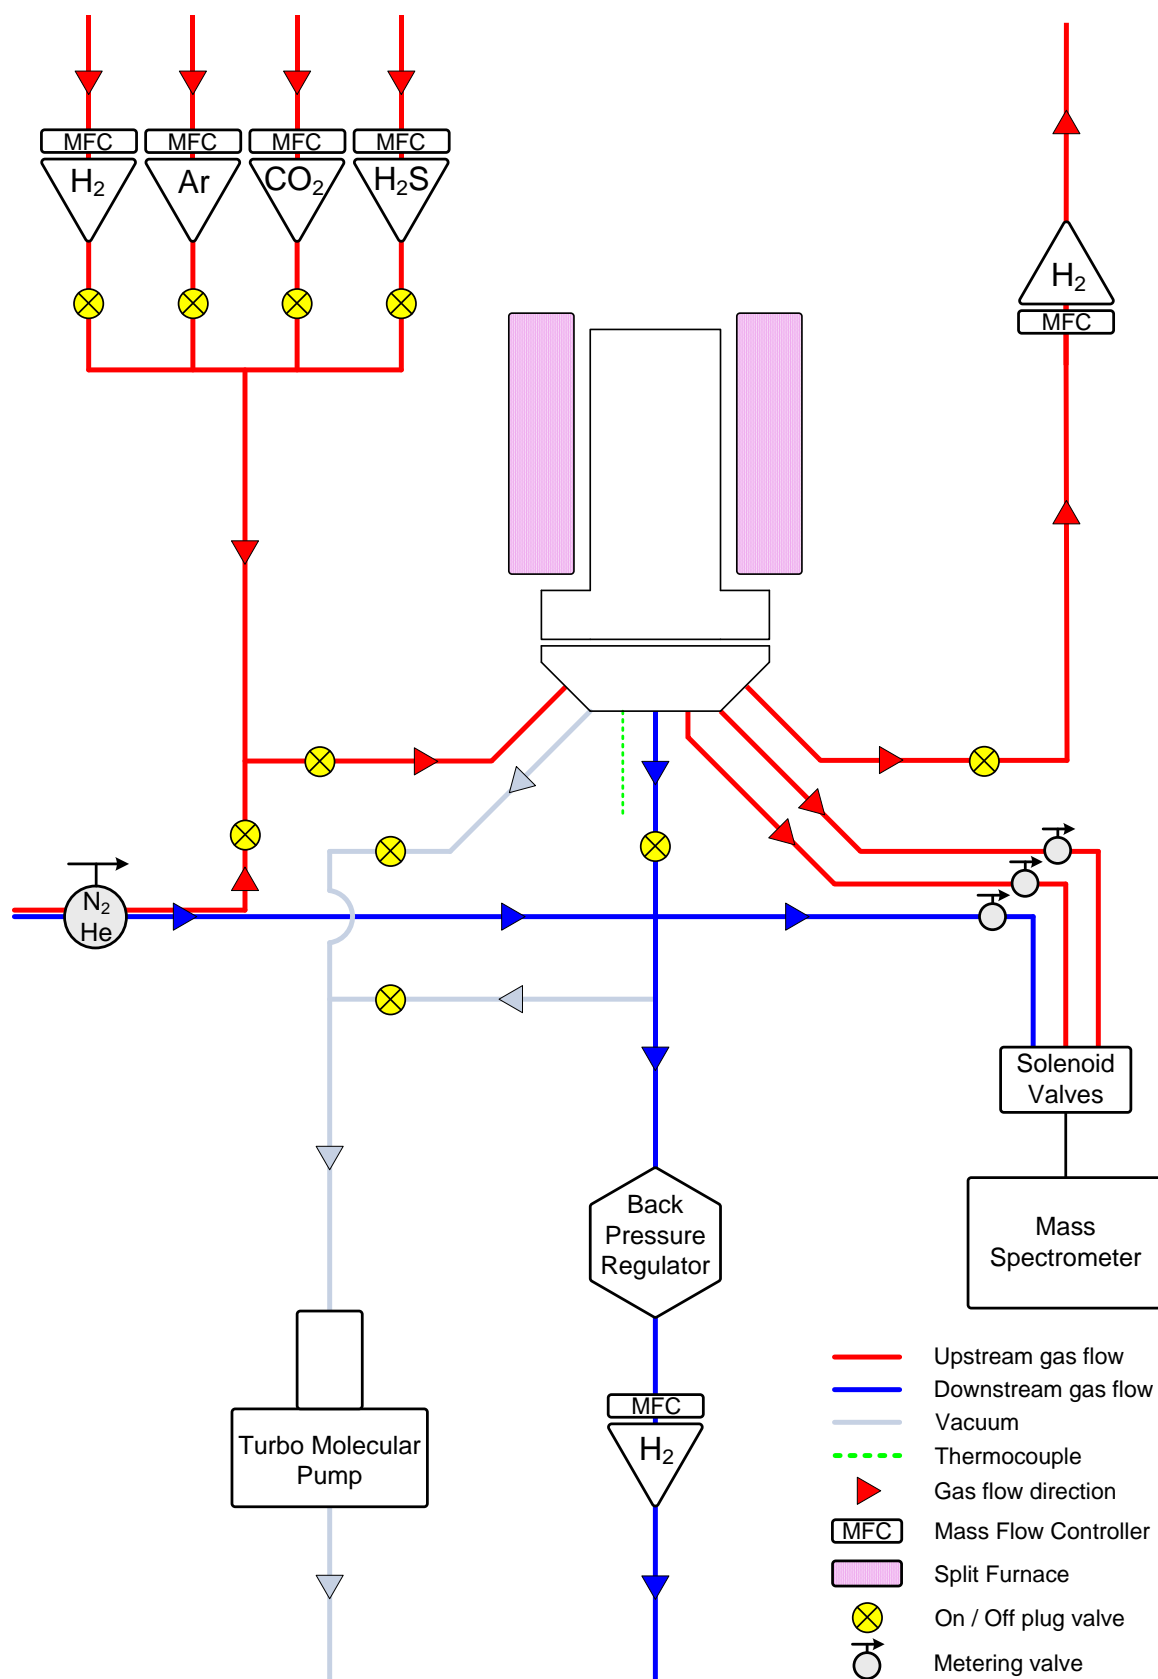 MFC MFC MFC MFC
H₂ Ar CO₂ H₂S
H₂
MFC
N₂
He
Solenoid
Valves
Back
Pressure
Regulator
Mass
Spectrometer
MFC
H₂
Turbo Molecular
Pump
Upstream gas flow
Downstream gas flow
Vacuum
Thermocouple
Gas flow direction
MFC Mass Flow Controller
Split Furnace
On / Off plug valve
Metering valve